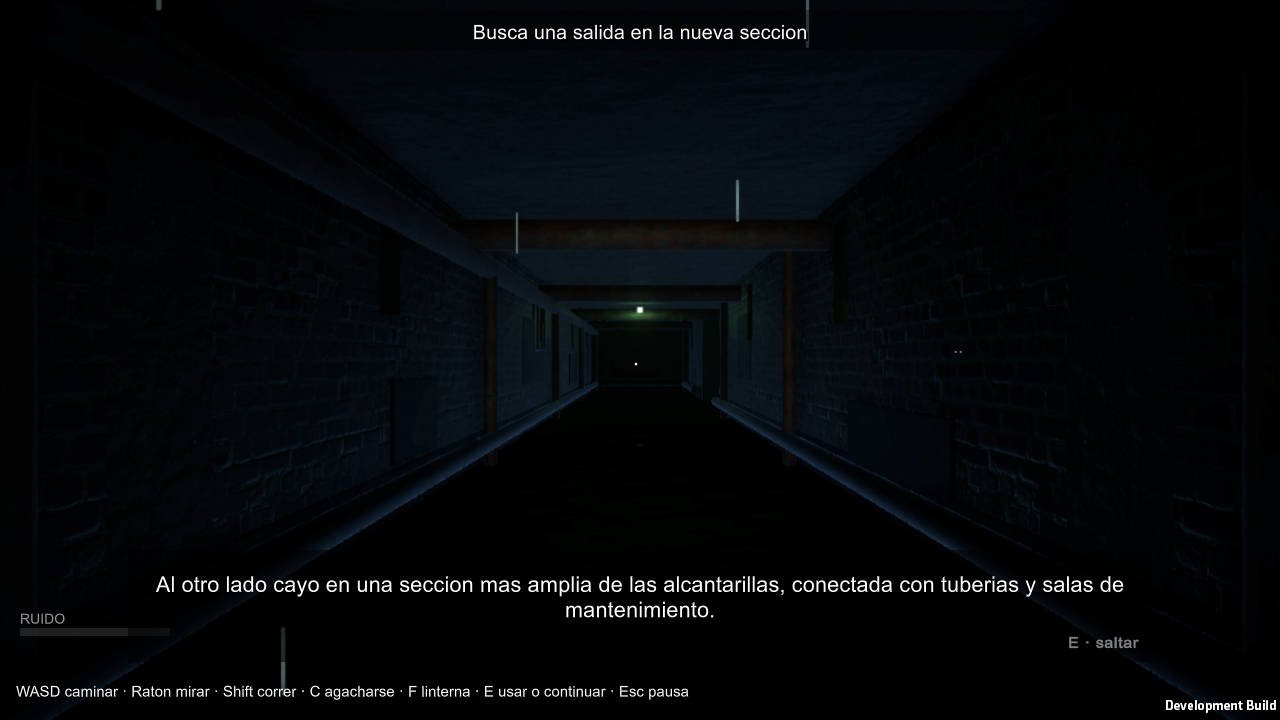 Busca una salida en la nueva seccion
Al otro lado cayo en una seccion mas amplia de las alcantarillas, conectada con tuberias y salas de
mantenimiento.
RUIDO
E · saltar
WASD caminar · Raton mirar · Shift correr · C agacharse · F linterna · E usar o continuar · Esc pausa
Development Build